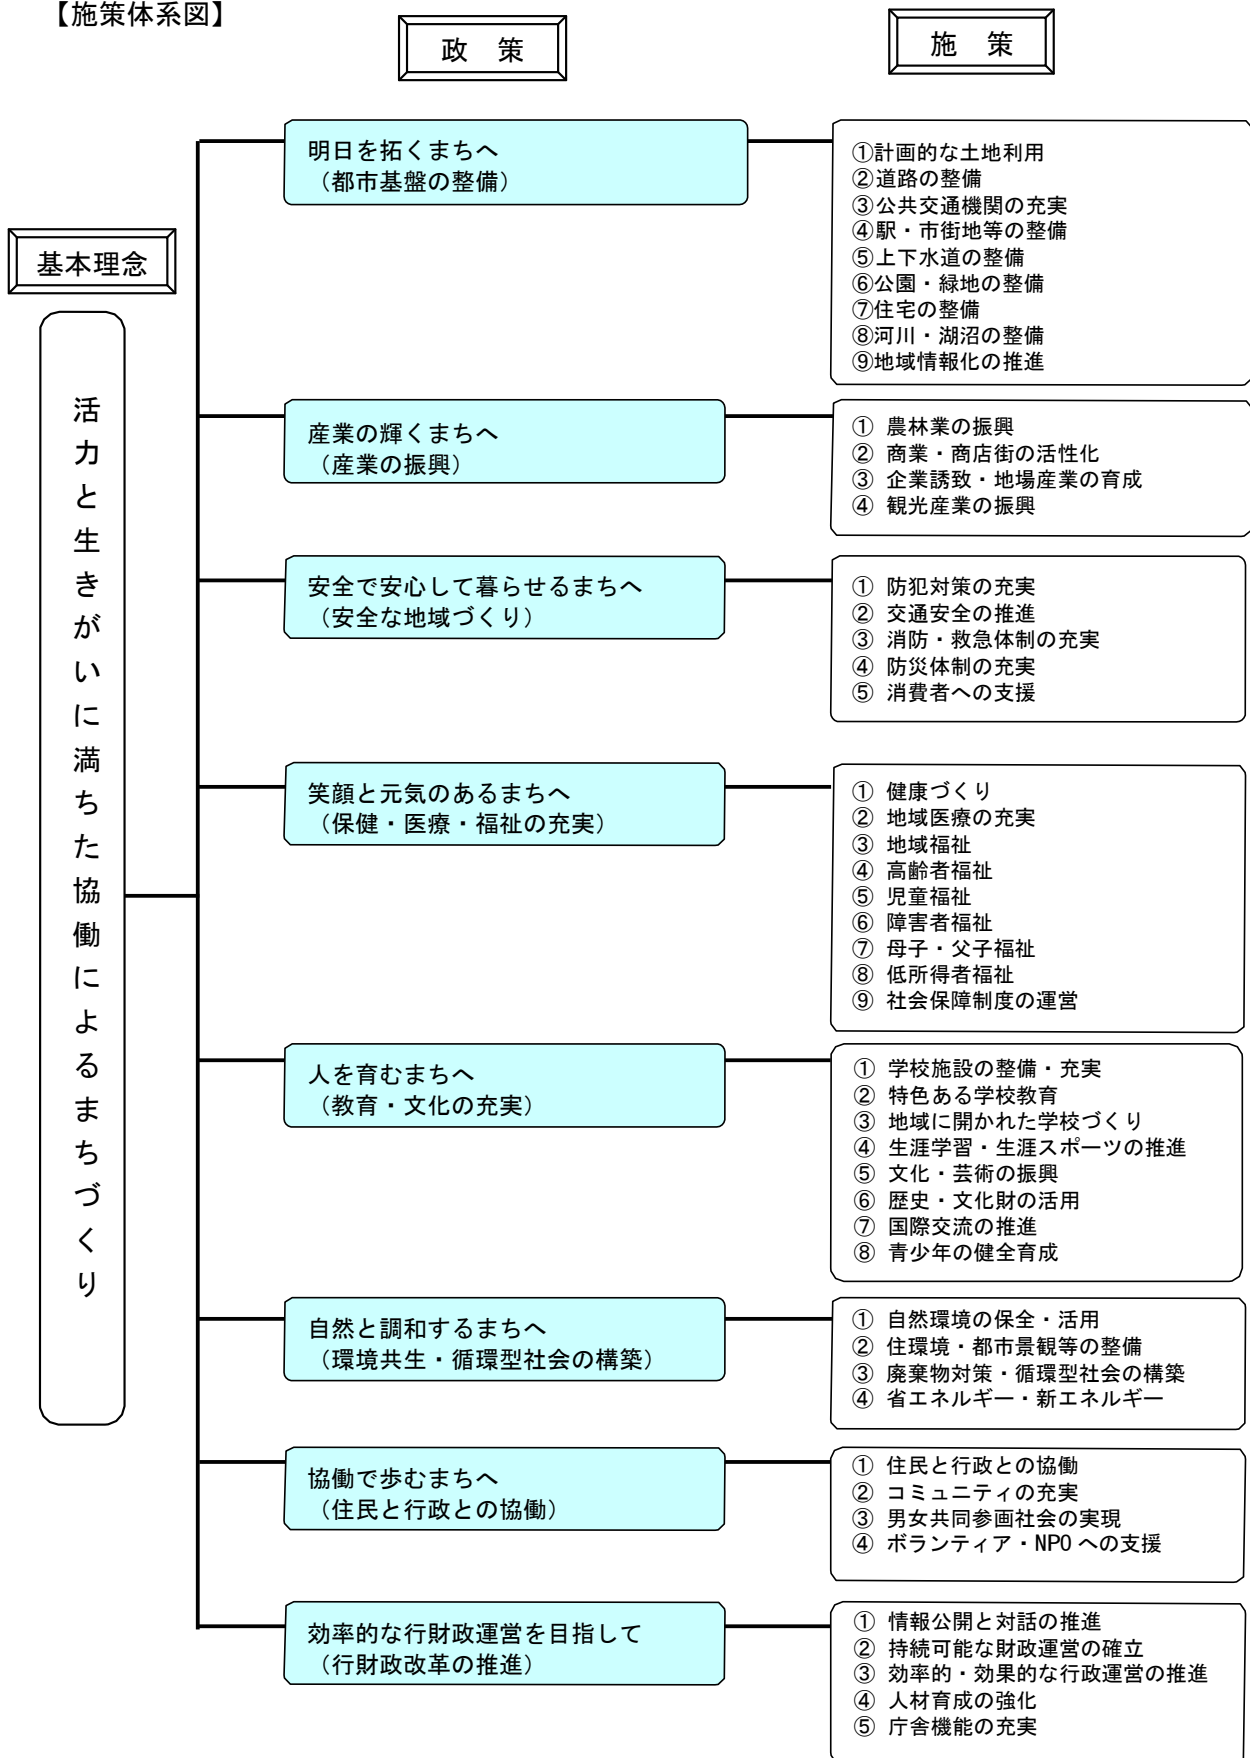 【施策体系図】
政 策
施 策
基本理念
活力と生きがいに満ちた協働によるまちづくり
明日を拓くまちへ
（都市基盤の整備）
①計画的な土地利用
②道路の整備
③公共交通機関の充実
④駅・市街地等の整備
⑤上下水道の整備
⑥公園・緑地の整備
⑦住宅の整備
⑧河川・湖沼の整備
⑨地域情報化の推進
産業の輝くまちへ
（産業の振興）
① 農林業の振興
② 商業・商店街の活性化
③ 企業誘致・地場産業の育成
④ 観光産業の振興
安全で安心して暮らせるまちへ
（安全な地域づくり）
① 防犯対策の充実
② 交通安全の推進
③ 消防・救急体制の充実
④ 防災体制の充実
⑤ 消費者への支援
笑顔と元気のあるまちへ
（保健・医療・福祉の充実）
① 健康づくり
② 地域医療の充実
③ 地域福祉
④ 高齢者福祉
⑤ 児童福祉
⑥ 障害者福祉
⑦ 母子・父子福祉
⑧ 低所得者福祉
⑨ 社会保障制度の運営
人を育むまちへ
（教育・文化の充実）
① 学校施設の整備・充実
② 特色ある学校教育
③ 地域に開かれた学校づくり
④ 生涯学習・生涯スポーツの推進
⑤ 文化・芸術の振興
⑥ 歴史・文化財の活用
⑦ 国際交流の推進
⑧ 青少年の健全育成
自然と調和するまちへ
（環境共生・循環型社会の構築）
① 自然環境の保全・活用
② 住環境・都市景観等の整備
③ 廃棄物対策・循環型社会の構築
④ 省エネルギー・新エネルギー
協働で歩むまちへ
（住民と行政との協働）
① 住民と行政との協働
② コミュニティの充実
③ 男女共同参画社会の実現
④ ボランティア・NPOへの支援
効率的な行財政運営を目指して
（行財政改革の推進）
① 情報公開と対話の推進
② 持続可能な財政運営の確立
③ 効率的・効果的な行政運営の推進
④ 人材育成の強化
⑤ 庁舎機能の充実